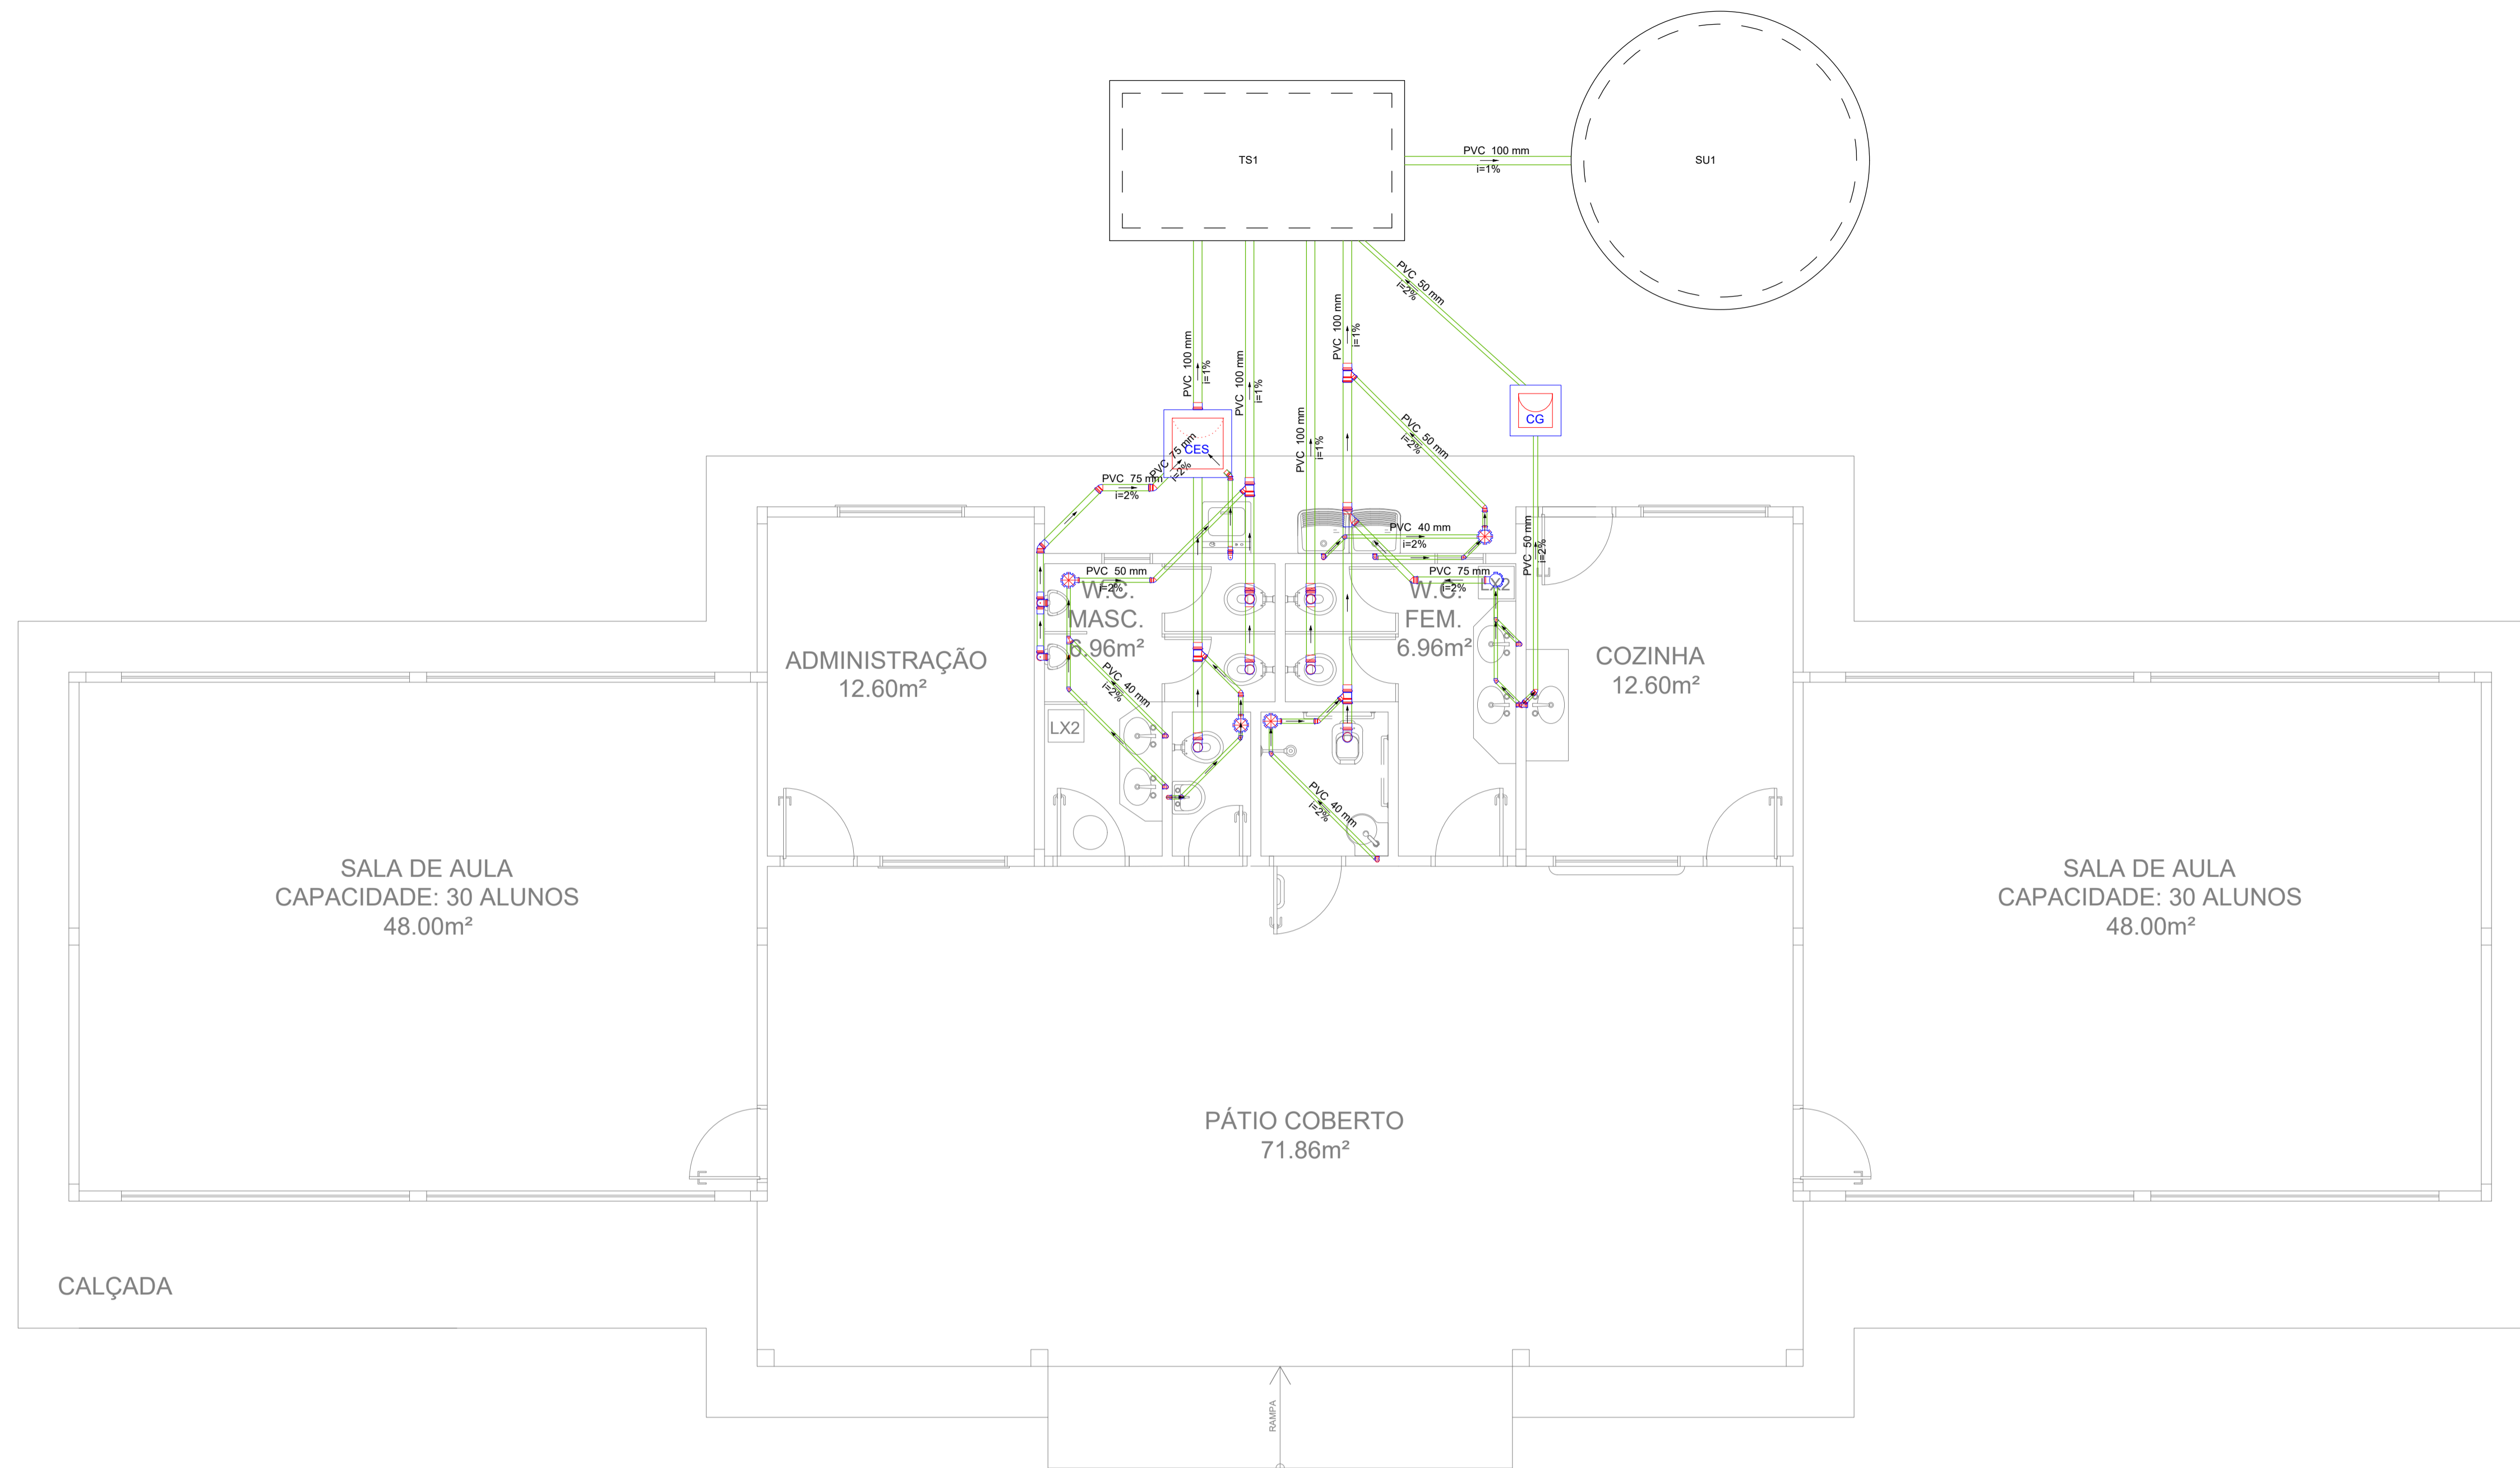 TS1
PVC 100 mm
i=1%
SU1
PVC 50 mm
i=2%
PVC 100 mm
i=1%
PVC 100 mm
i=1%
PVC 100 mm
i=1%
PVC 100 mm
i=1%
PVC 50 mm
i=2%
CG
CES
PVC 75 mm
i=2%
PVC 75 mm
i=2%
PVC 40 mm
i=2%
PVC 50 mm
i=2%
PVC 50 mm
i=2%
PVC 75 mm
i=2%
LX2
W.C.
MASC.
6.96m²
W.C.
FEM.
6.96m²
ADMINISTRAÇÃO
12.60m²
COZINHA
12.60m²
PVC 40 mm
i=2%
LX2
PVC 40 mm
i=2%
SALA DE AULA
CAPACIDADE: 30 ALUNOS
48.00m²
SALA DE AULA
CAPACIDADE: 30 ALUNOS
48.00m²
PÁTIO COBERTO
71.86m²
CALÇADA
RAMPA